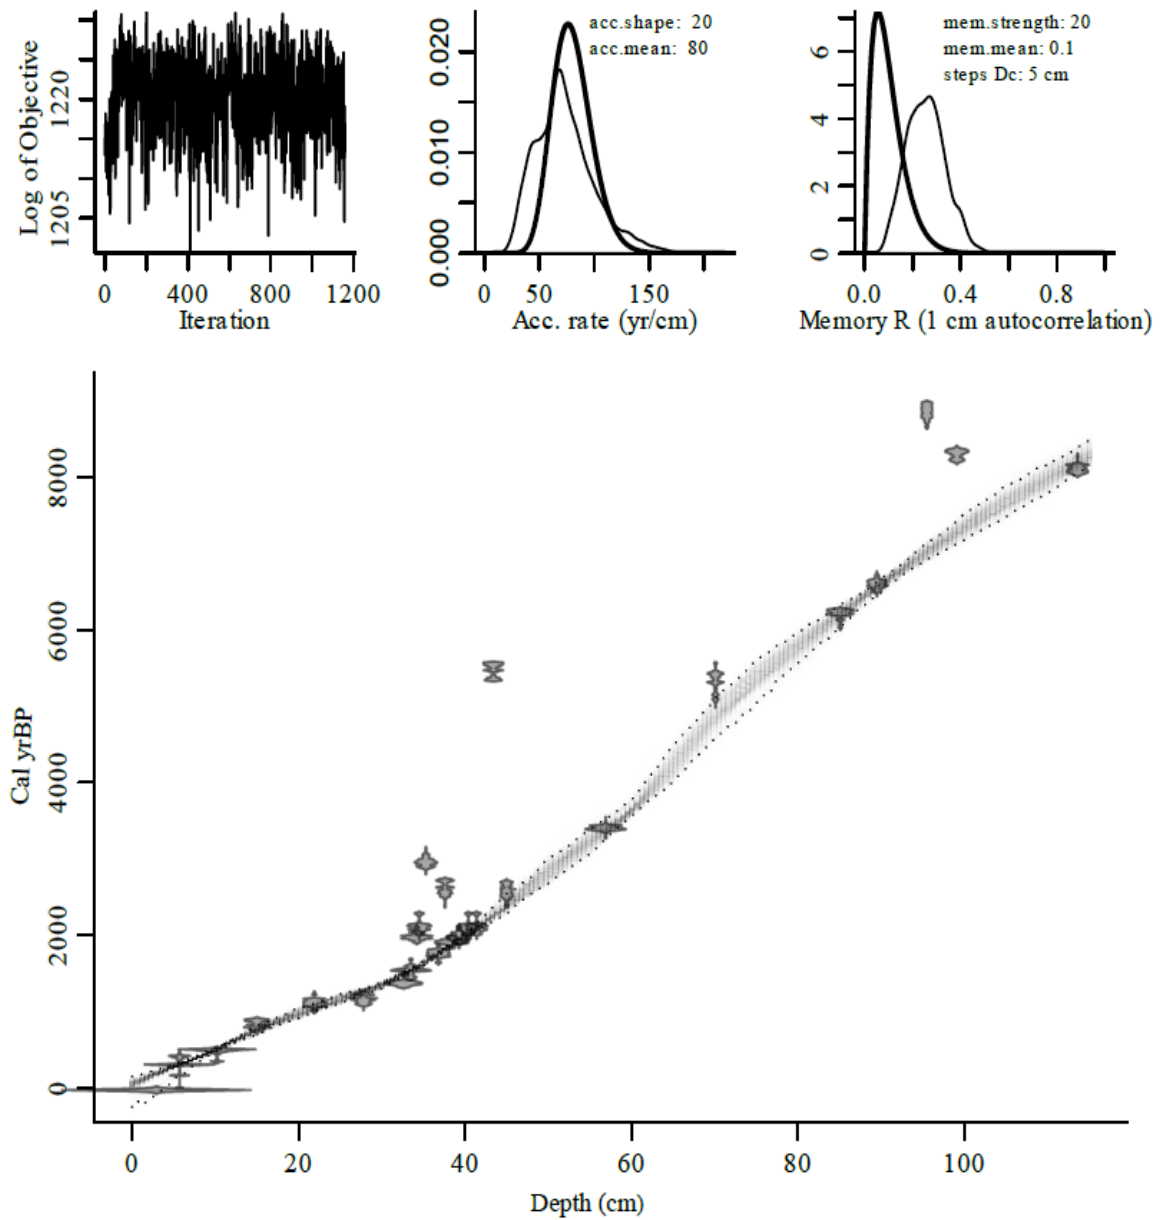 Log of Objective
1205
1220
0
400
800
1200
Iteration
acc.shape: 20
acc.mean: 80
0.000
0.010
0.020
0
50
150
Acc. rate (yr/cm)
mem.strength: 20
mem.mean: 0.1
steps Dc: 5 cm
0
2
4
6
0.0
0.4
0.8
Memory R (1 cm autocorrelation)
Cal yrBP
0
2000
4000
6000
8000
0
20
40
60
80
100
Depth (cm)